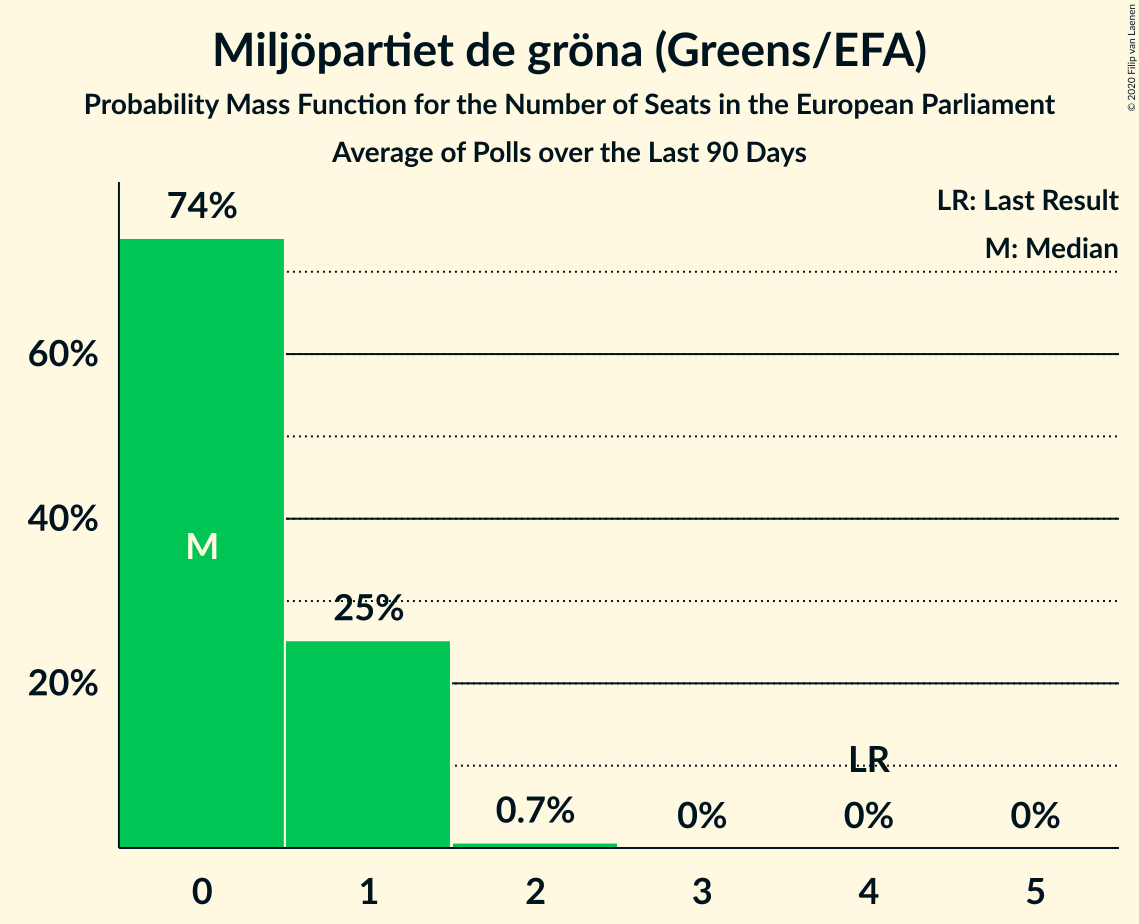 Miljöpartiet de gröna (Greens/EFA)
Probability Mass Function for the Number of Seats in the European Parliament
Average of Polls over the Last 90 Days
© 2020 Filip van Laenen
LR: Last Result
M: Median
74%
60%
40%
M
25%
20%
LR
0.7%
0%
0%
0%
0
1
2
3
4
5